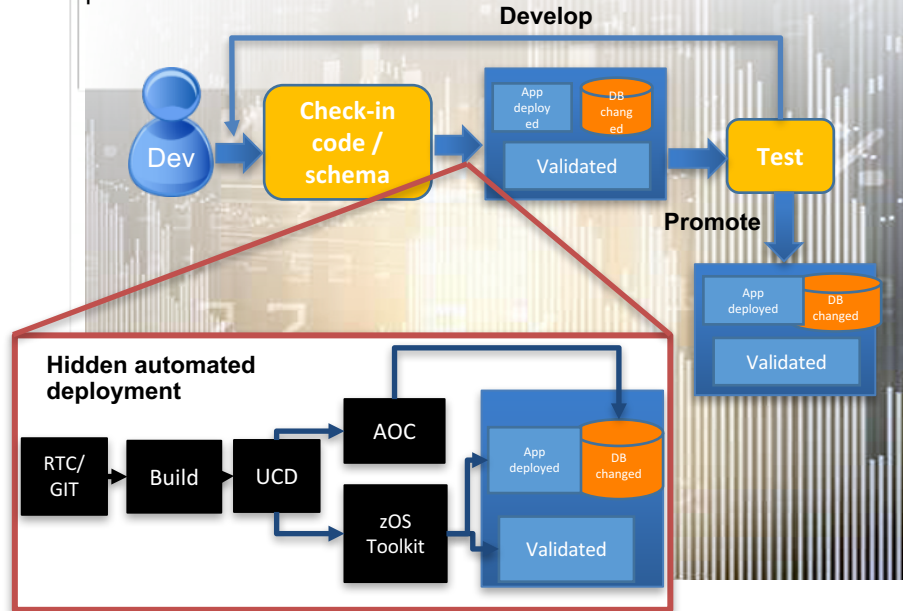 Develop
Dev
Check-in
code /
schema
App
deploy
ed
DB
chang
ed
Validated
Test
Promote
App
deployed
DB
changed
Validated
Hidden automated
deployment
RTC/
GIT
Build
UCD
AOC
zOS
Toolkit
App
deployed
DB
changed
Validated